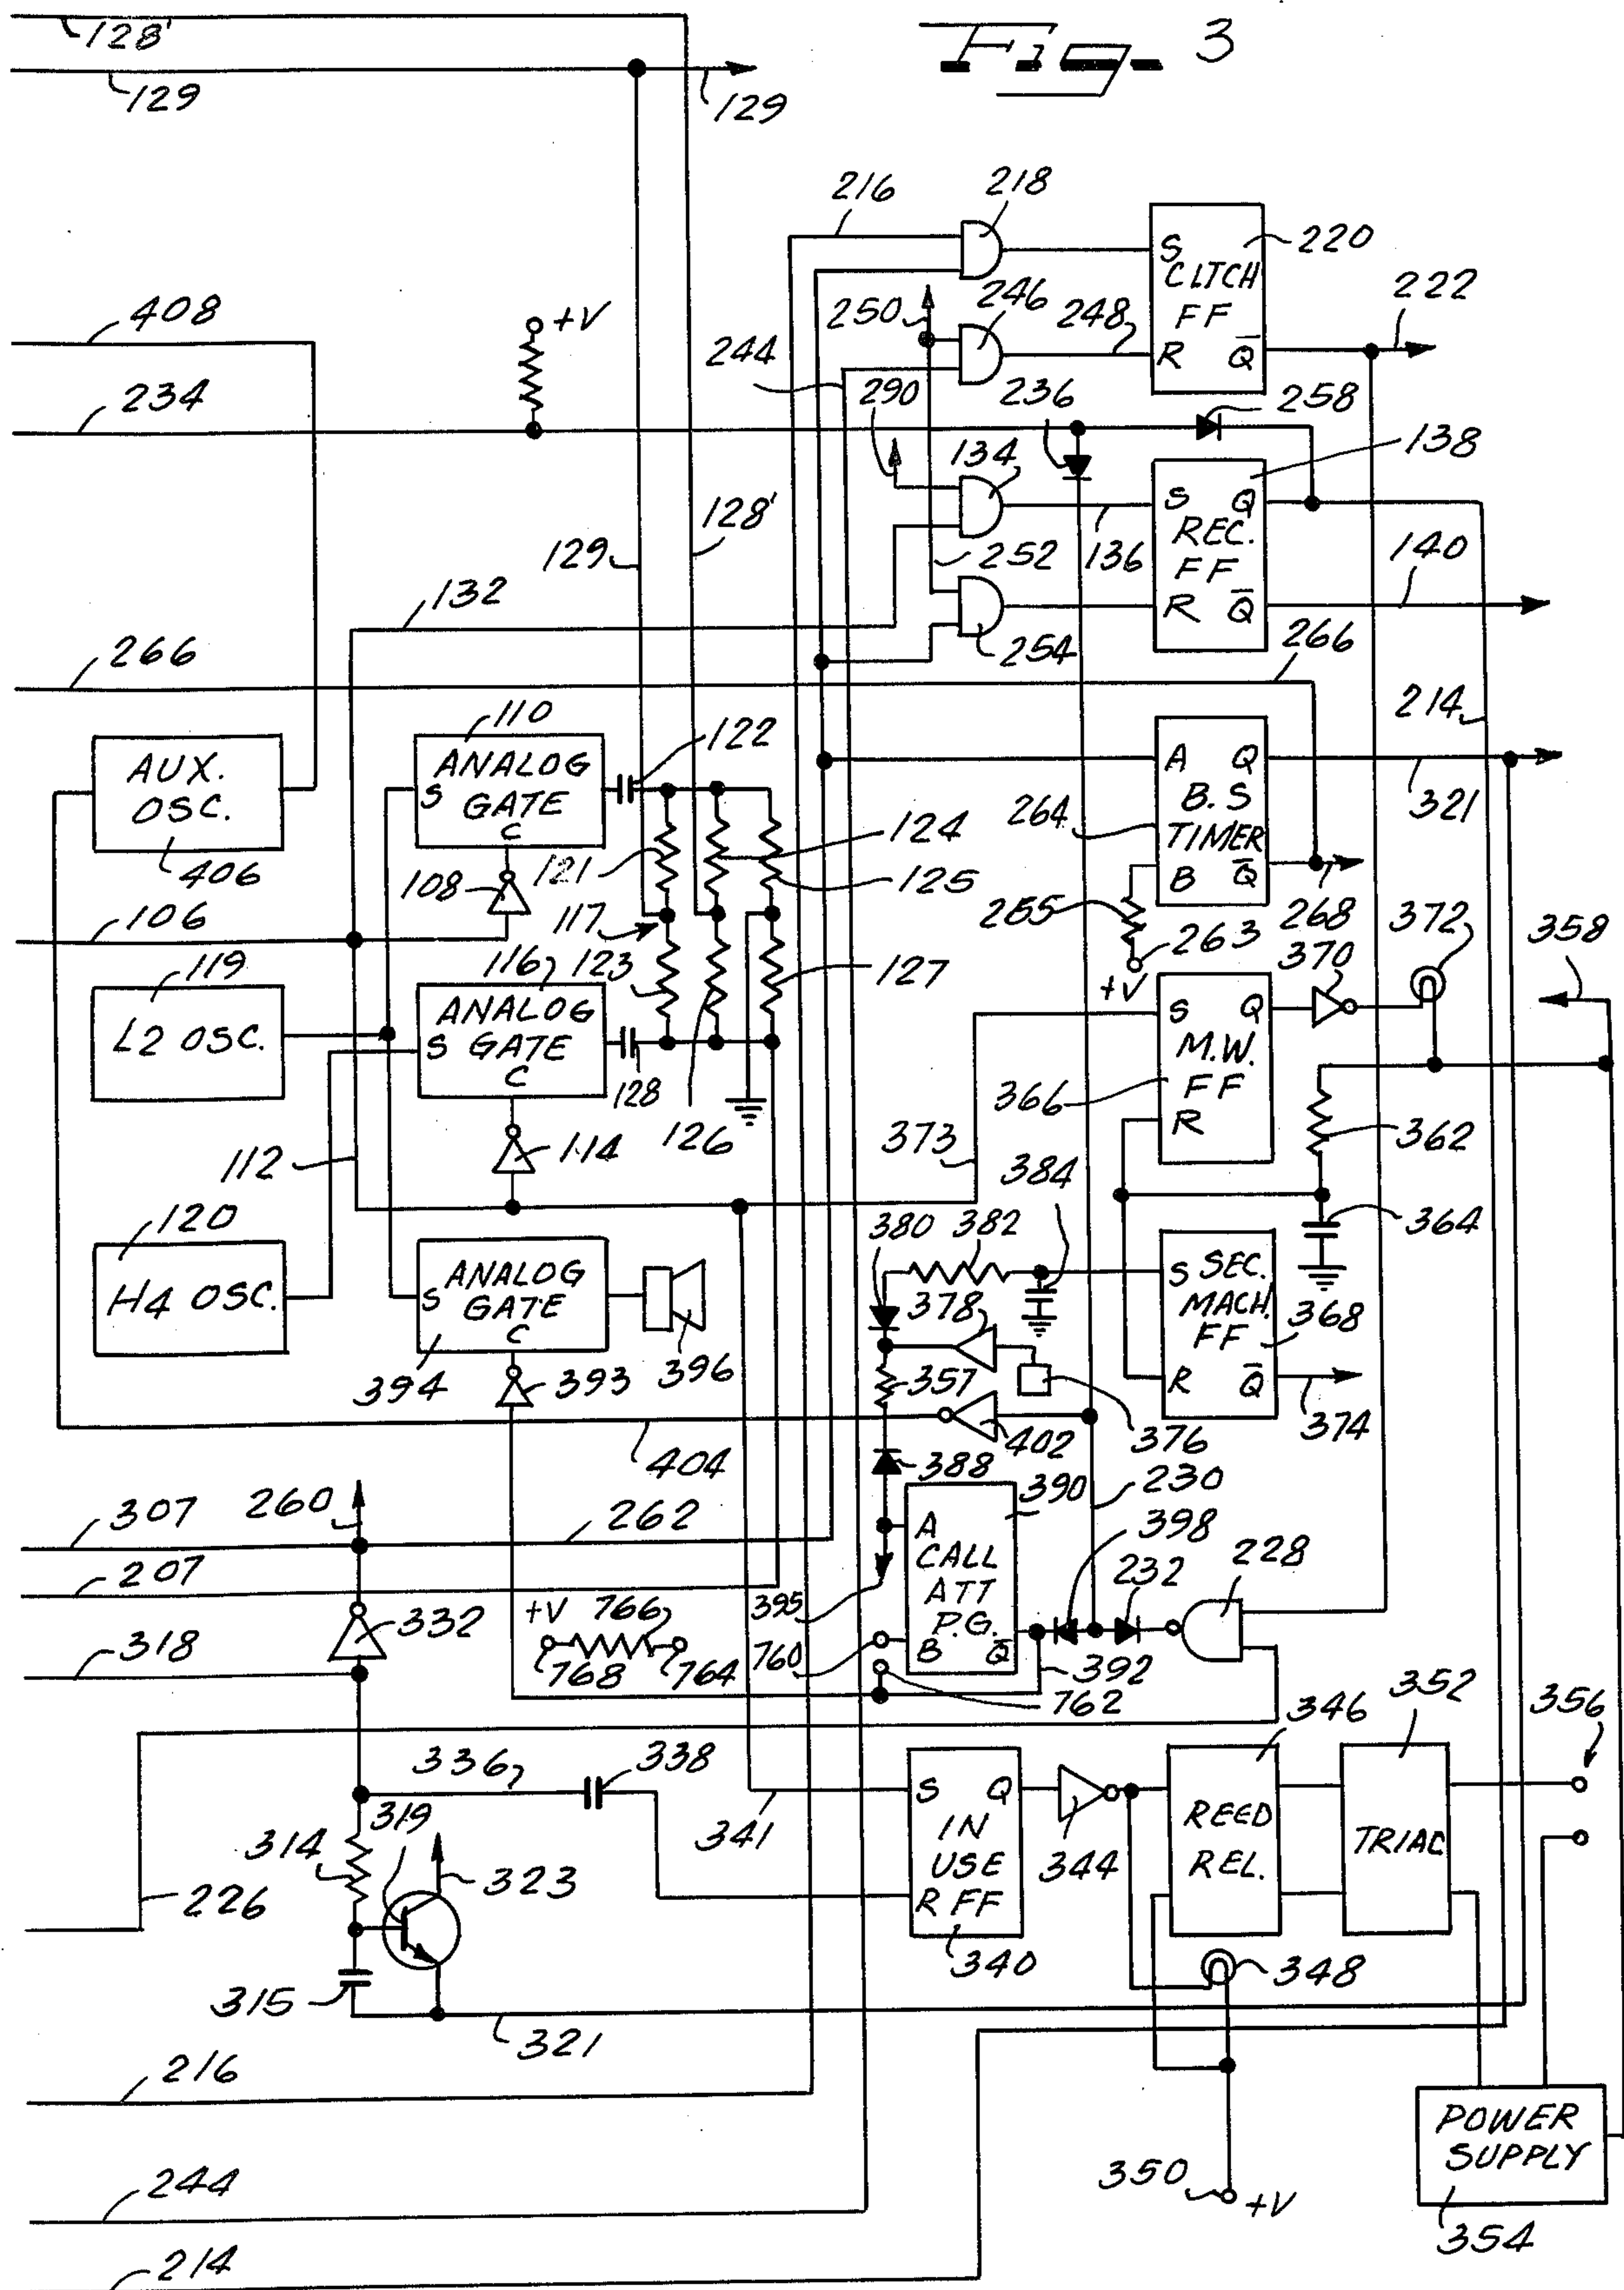 Fig- 3
128'
129
129
216
218
220
S
CLTCH
FF
R
Q̅
222
408
+V
250
246
248
244
234
290
236
258
134
138
S
Q
REC.
FF
R
Q̅
128'
129
252
136
140
132
254
266
266
214
110
122
AUX.
OSC.
ANALOG
S GATE
C
A
Q
B.S
TIMER
B
Q̅
264
321
124
406
108
121
125
265
263
+V
268
372
358
106
117
370
119
116
123
127
L2 OSC.
ANALOG
S GATE
C
S
Q
M.W.
FF
R
128
366
126
373
362
112
114
384
120
380
382
364
H4 OSC.
ANALOG
S GATE
C
378
S SEC.
MACH.
FF
368
R
Q̅
394
393
396
357
402
376
374
404
388
230
307
260
262
390
398
A
CALL
ATT
P.G.
B
Q̅
232
228
207
332
+V
766
395
318
768
764
760
392
762
352
356
336
338
346
319
S
Q
IN
USE
R FF
REED
REL.
TRIAC
314
341
344
323
226
340
348
315
321
216
POWER
SUPPLY
350
+V
244
354
214